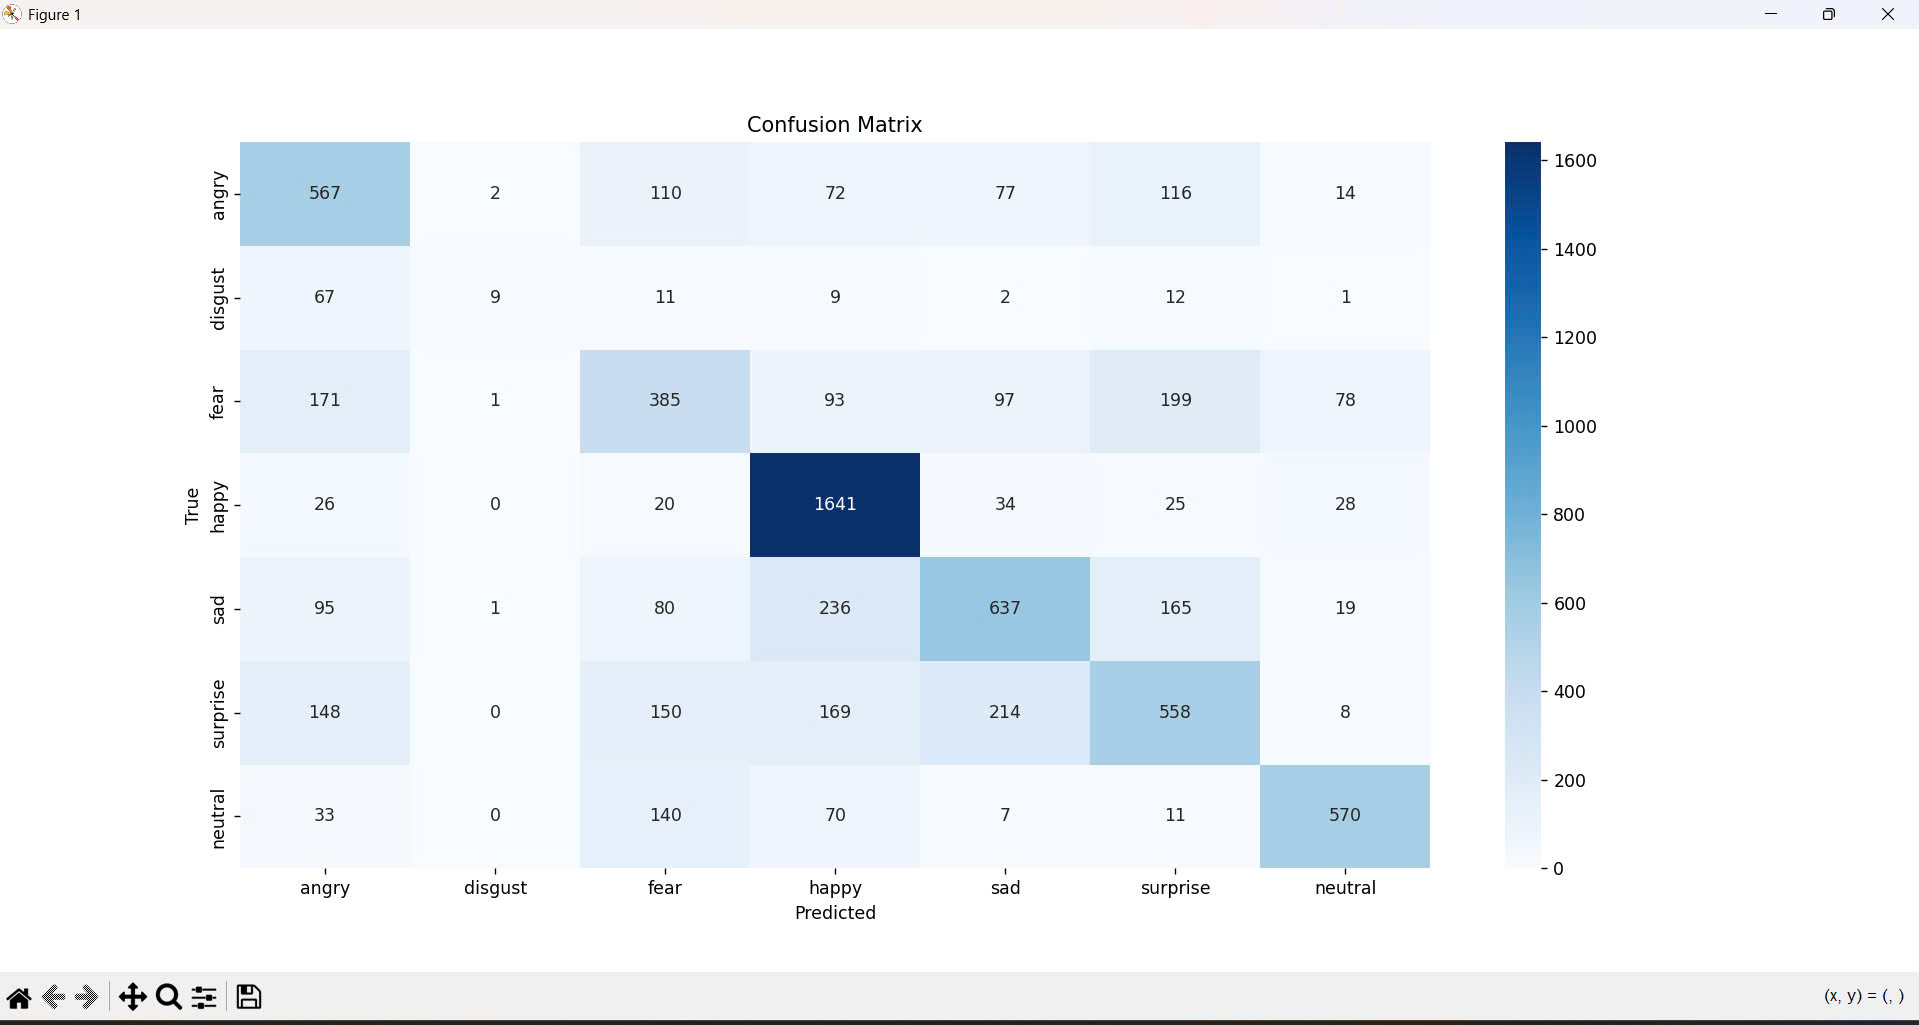 Figure 1
Confusion Matrix
angry 567 2 110 72 77 116 14
disgust 67 9 11 9 2 12 1
fear 171 1 385 93 97 199 78
True
happy 26 0 20 1641 34 25 28
sad 95 1 80 236 637 165 19
surprise 148 0 150 169 214 558 8
neutral 33 0 140 70 7 11 570
angry disgust fear happy sad surprise neutral
Predicted
1600
1400
1200
1000
800
600
400
200
0
(x, y) = (, )